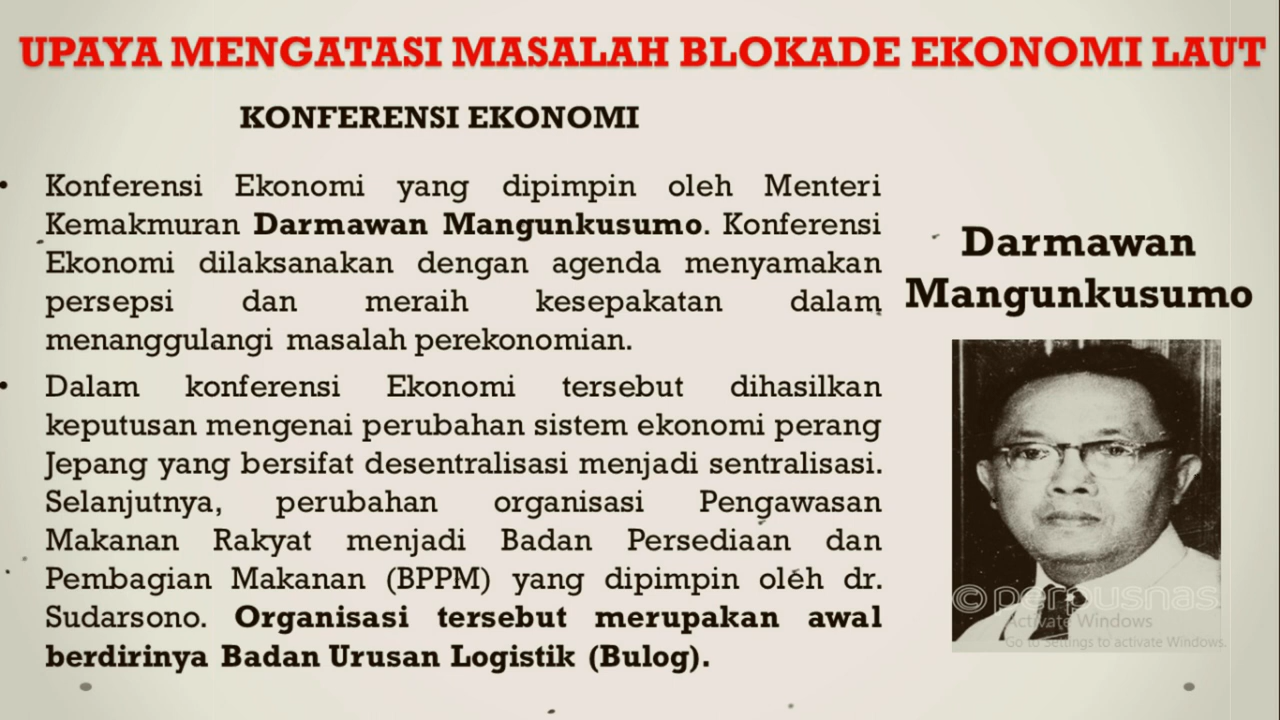 UPAYA MENGATASI MASALAH BLOKADE EKONOMI LAUT
KONFERENSI EKONOMI
• Konferensi Ekonomi yang dipimpin oleh Menteri
Kemakmuran Darmawan Mangunkusumo. Konferensi
Ekonomi dilaksanakan dengan agenda menyamakan
persepsi dan meraih kesepakatan dalam
menanggulangi masalah perekonomian.
• Dalam konferensi Ekonomi tersebut dihasilkan
keputusan mengenai perubahan sistem ekonomi perang
Jepang yang bersifat desentralisasi menjadi sentralisasi.
Selanjutnya, perubahan organisasi Pengawasan
Makanan Rakyat menjadi Badan Persediaan dan
Pembagian Makanan (BPPM) yang dipimpin oleh dr.
Sudarsono. Organisasi tersebut merupakan awal
berdirinya Badan Urusan Logistik (Bulog).
Darmawan
Mangunkusumo
© perpusnas
Activate Windows
Go to Settings to activate Windows.